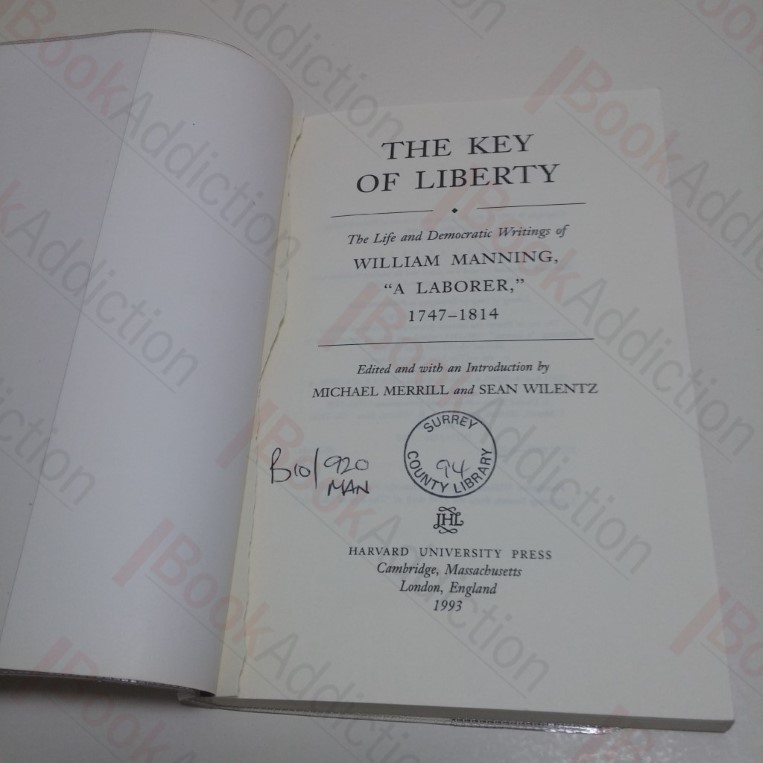 THE KEY
OF LIBERTY
The Life and Democratic Writings of
WILLIAM MANNING,
“A LABORER,”
1747–1814
Edited and with an Introduction by
MICHAEL MERRILL and SEAN WILENTZ
SURREY
94
COUNTY LIBRARY
Bio/920
MAN
JHL
HARVARD UNIVERSITY PRESS
Cambridge, Massachusetts
London, England
1993
BookAddiction